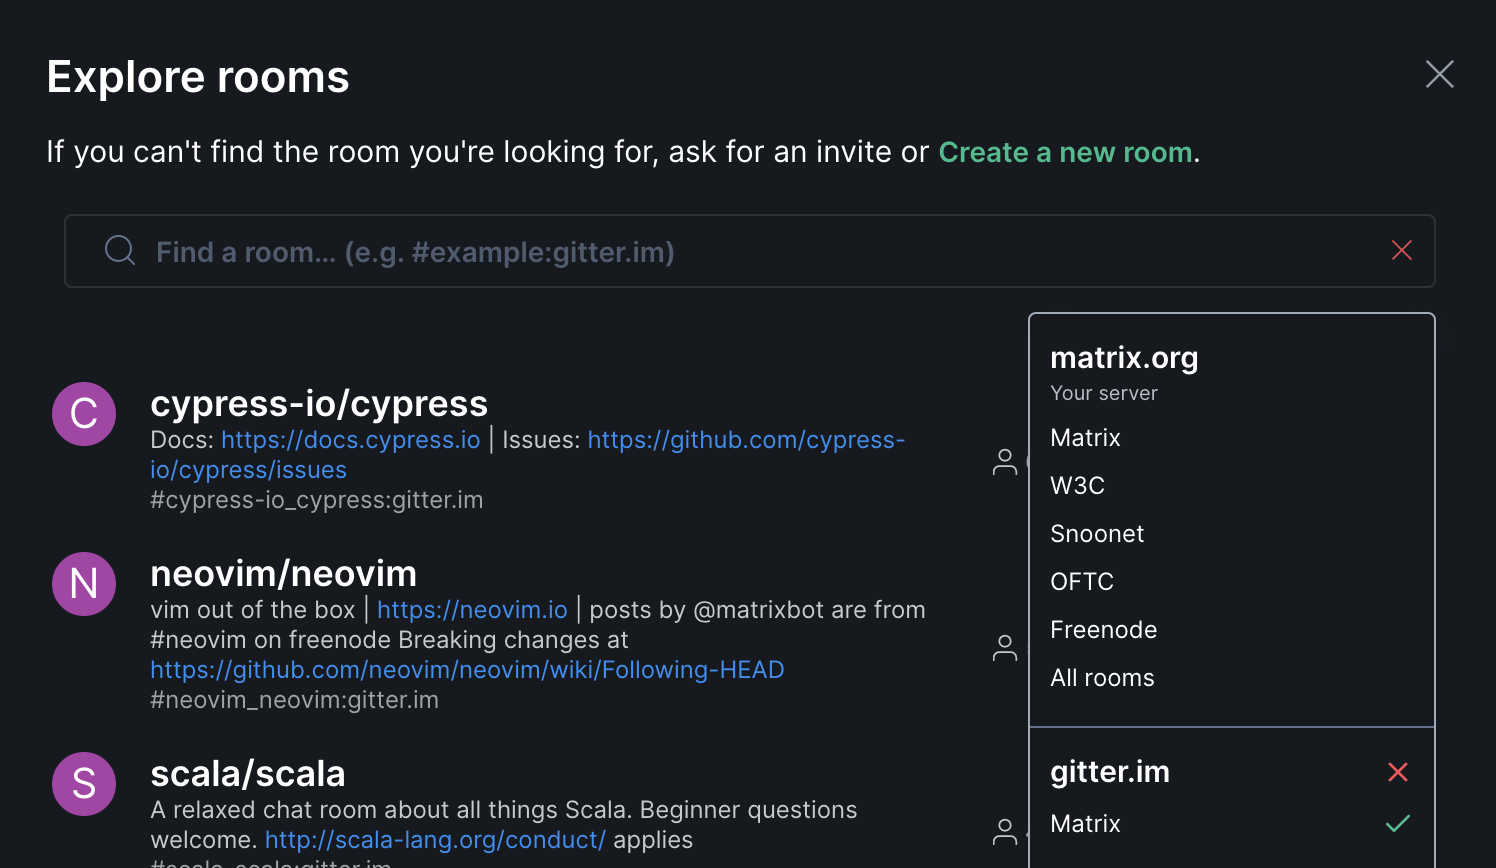 Explore rooms
If you can't find the room you're looking for, ask for an invite or Create a new room.
Find a room... (e.g. #example:gitter.im)
C
cypress-io/cypress
Docs: https://docs.cypress.io | Issues: https://github.com/cypress-
io/cypress/issues
#cypress-io_cypress:gitter.im
N
neovim/neovim
vim out of the box | https://neovim.io | posts by @matrixbot are from
#neovim on freenode Breaking changes at
https://github.com/neovim/neovim/wiki/Following-HEAD
#neovim_neovim:gitter.im
S
scala/scala
A relaxed chat room about all things Scala. Beginner questions
welcome. http://scala-lang.org/conduct/ applies
#scala_scala:gitter.im
matrix.org
Your server
Matrix
W3C
Snoonet
OFTC
Freenode
All rooms
gitter.im
Matrix